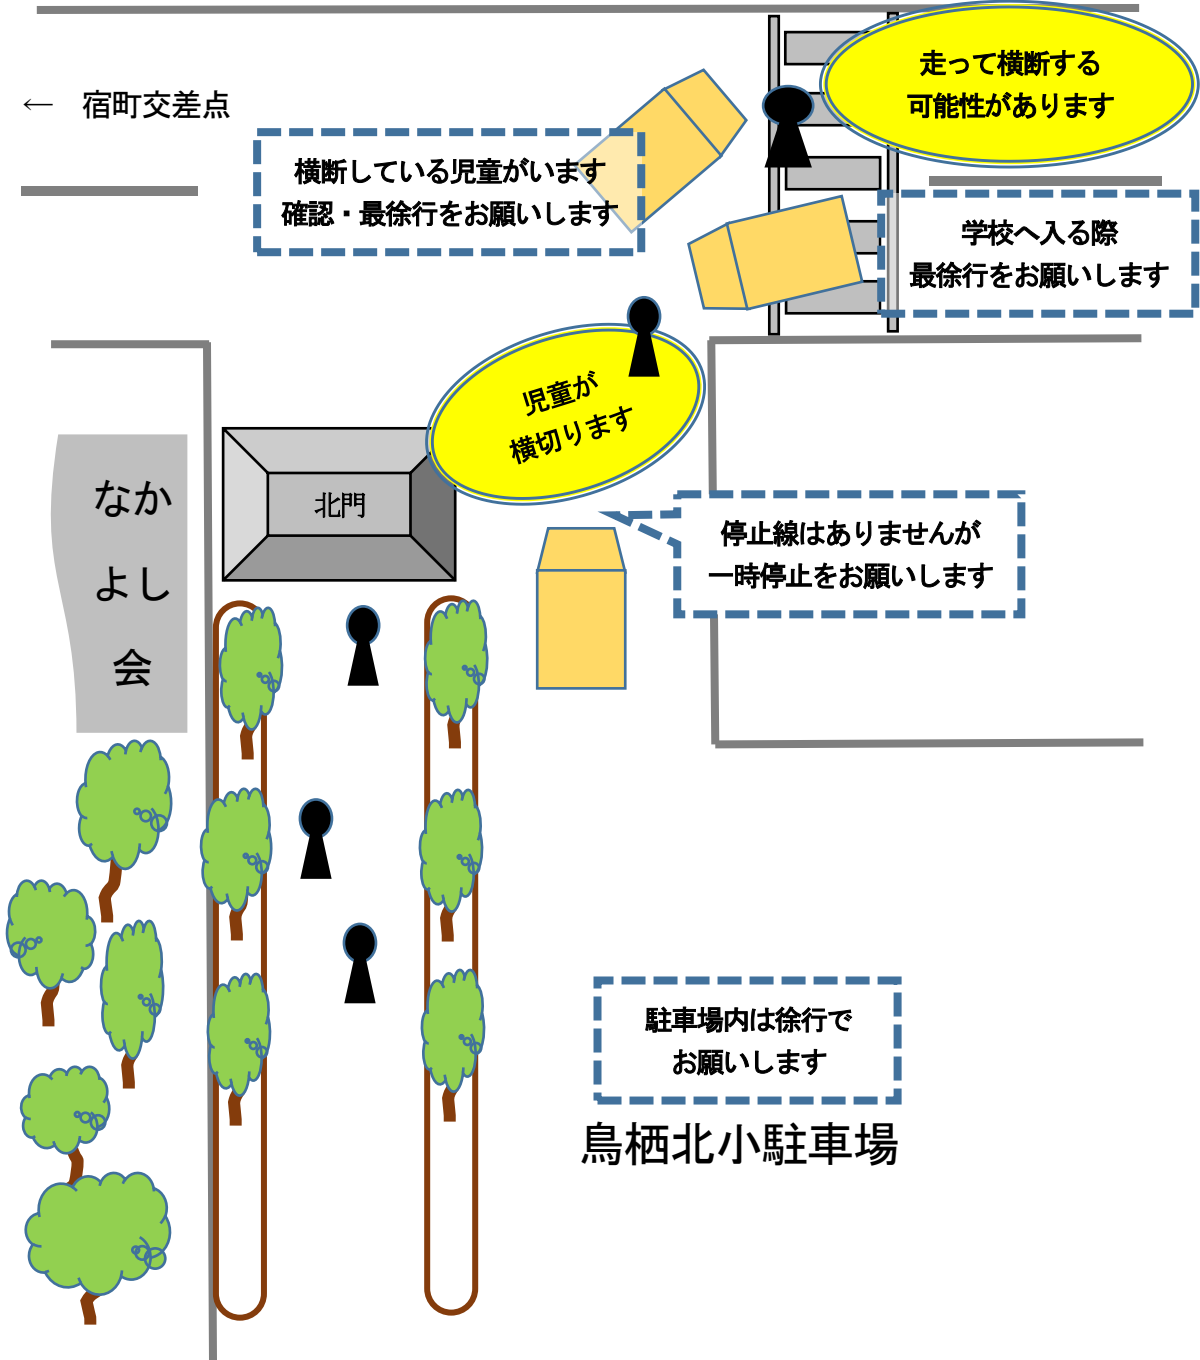 走って横断する
可能性があります
← 宿町交差点
横断している児童がいます
確認・最徐行をお願いします
学校へ入る際
最徐行をお願いします
児童が
横切ります
北門
なか
よし
会
停止線はありませんが
一時停止をお願いします
駐車場内は徐行で
お願いします
鳥栖北小駐車場